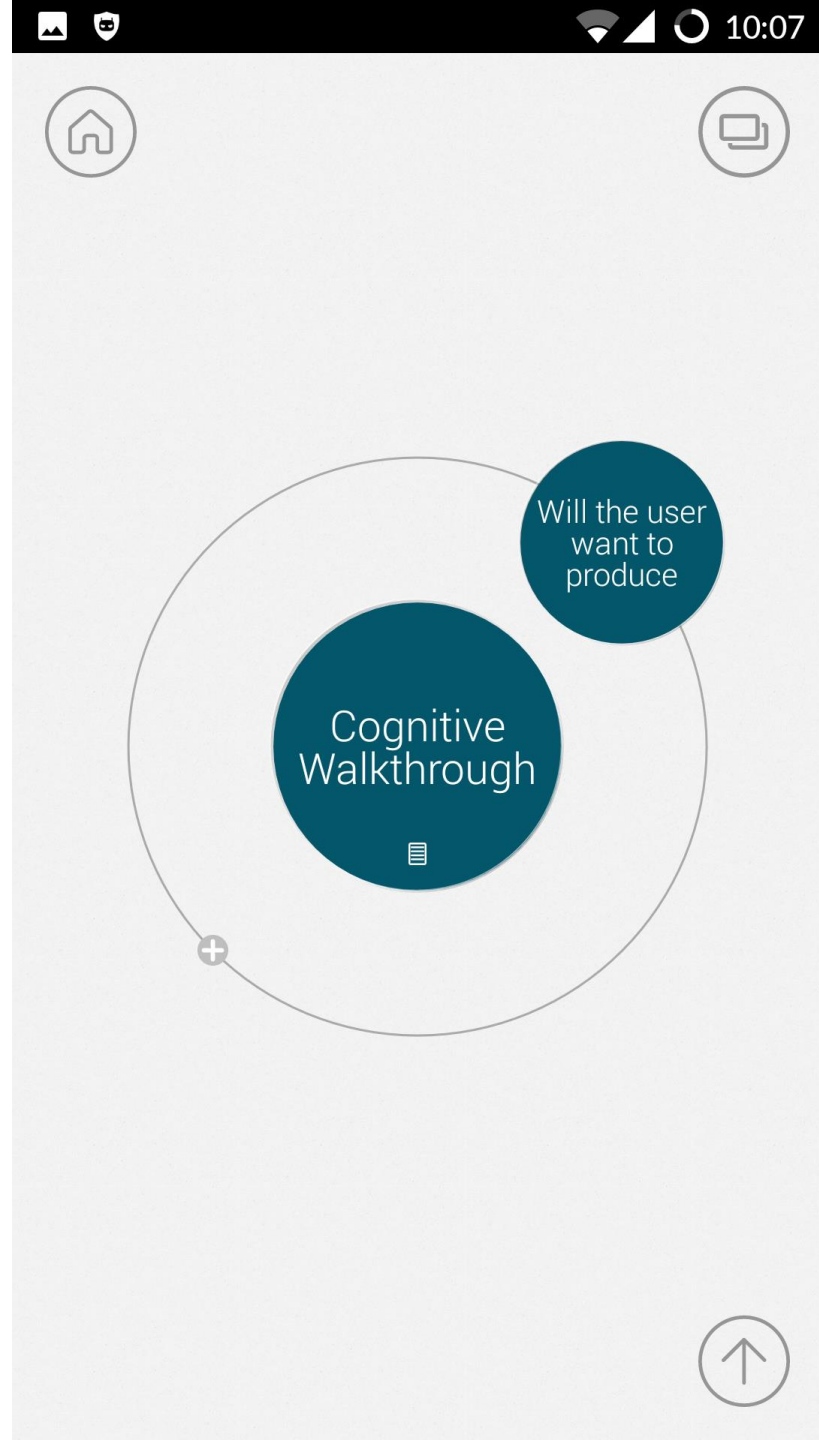 10:07
Will the user
want to
produce
Cognitive
Walkthrough